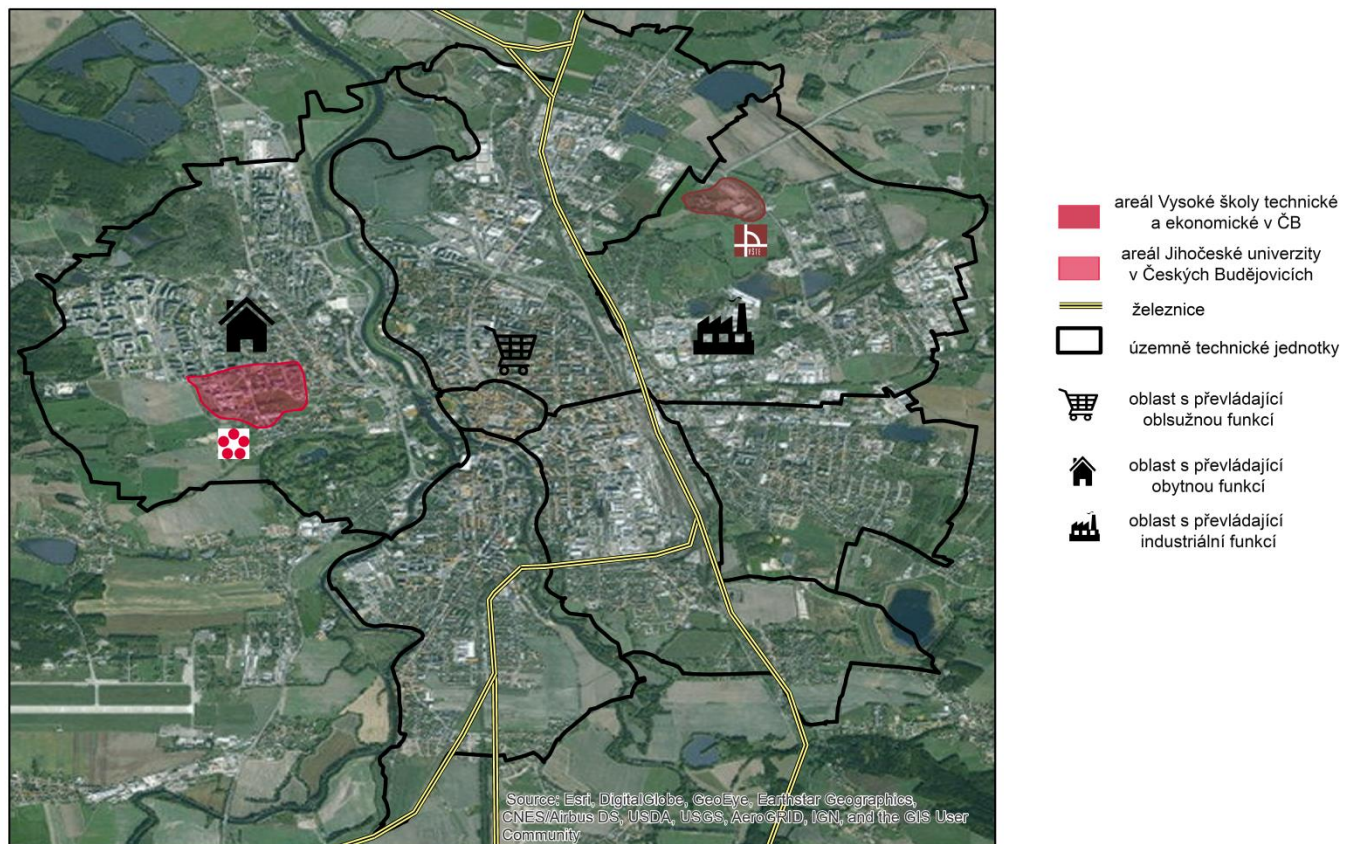 areál Vysoké školy technické
a ekonomické v ČB
areál Jihočeské univerzity
v Českých Budějovicích
železnice
územně technické jednotky
oblast s převládající
oblsužnou funkcí
oblast s převládající
obytnou funkcí
oblast s převládající
industriální funkcí
VŠTE
Source: Esri, DigitalGlobe, GeoEye, Earthstar Geographics,
CNES/Airbus DS, USDA, USGS, AeroGRID, IGN, and the GIS User
Community